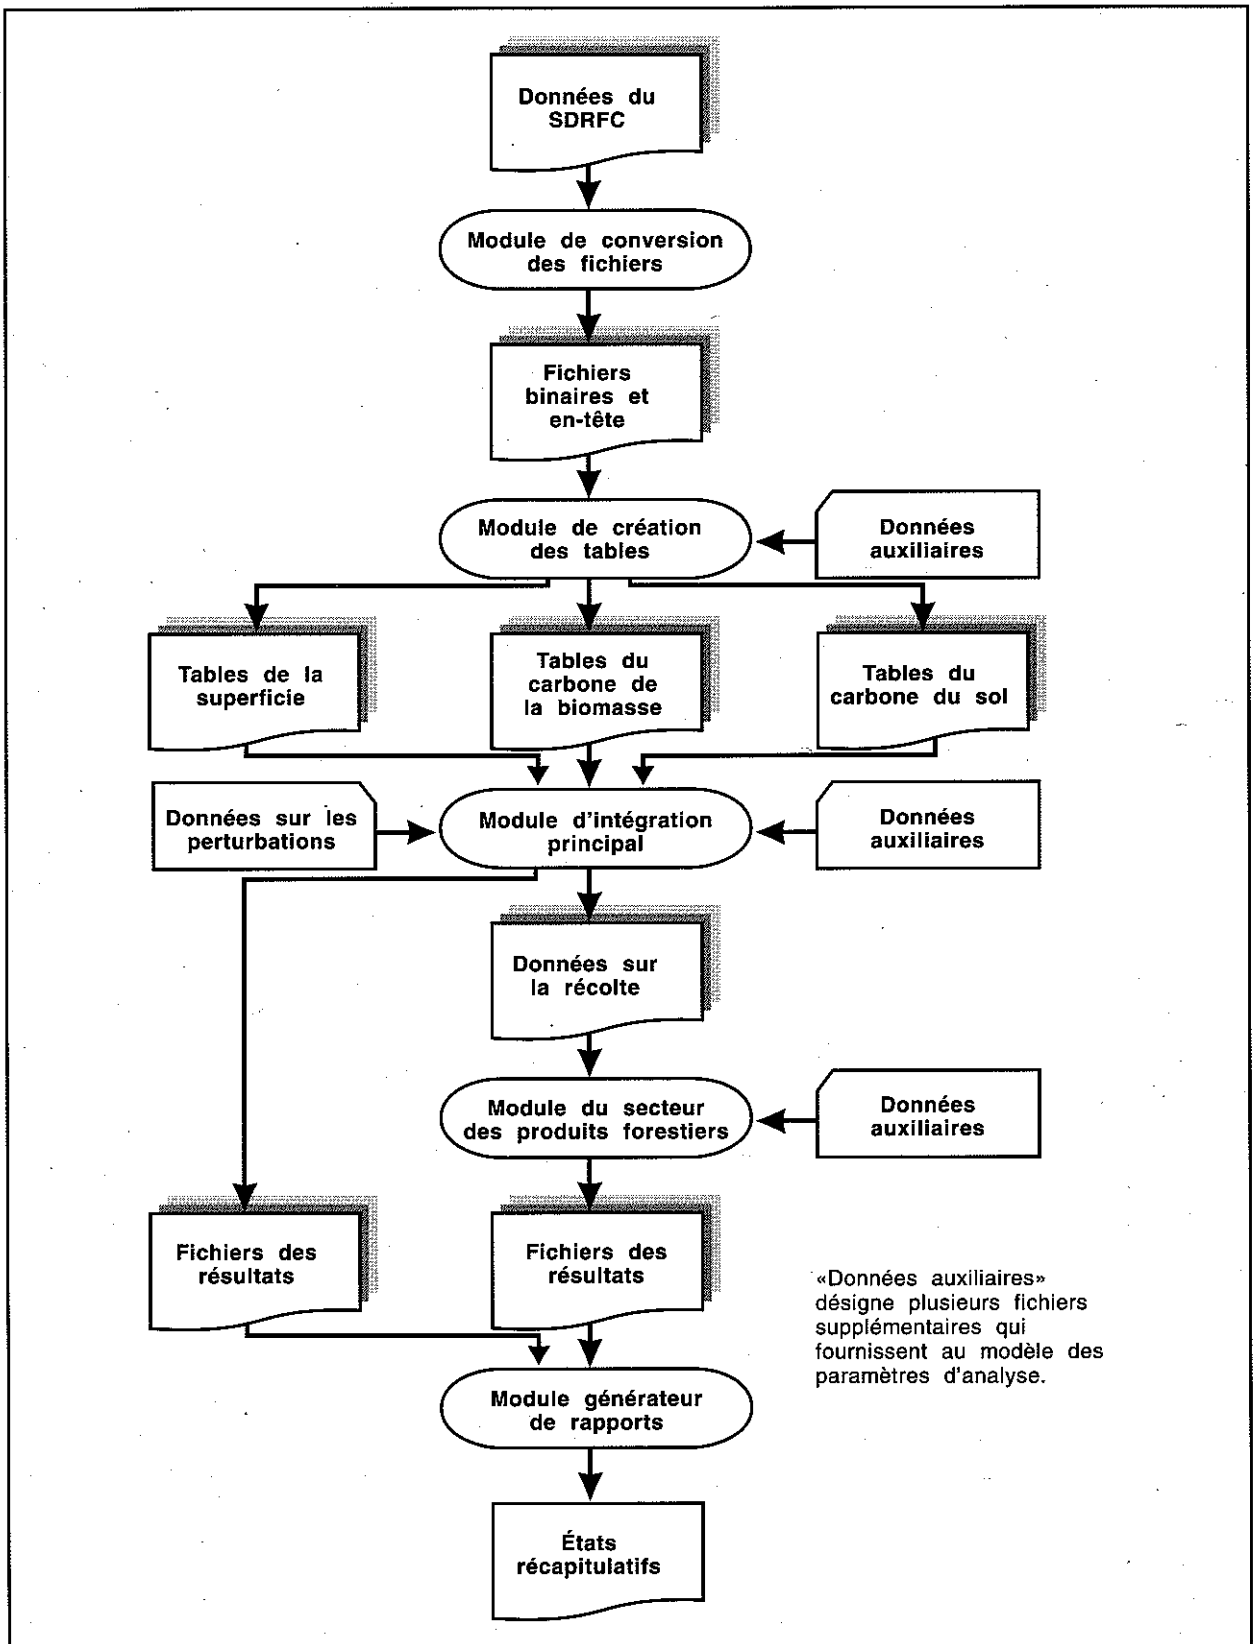 Données du
SDRFC
Module de conversion
des fichiers
Fichiers
binaires et
en-tête
Module de création
des tables
Données
auxiliaires
Tables de la
superficie
Tables du
carbone de
la biomasse
Tables du
carbone du sol
Données sur les
perturbations
Module d'intégration
principal
Données
auxiliaires
Données sur
la récolte
Module du secteur
des produits forestiers
Données
auxiliaires
Fichiers des
résultats
Fichiers des
résultats
«Données auxiliaires»
désigne plusieurs fichiers
supplémentaires qui
fournissent au modèle des
paramètres d'analyse.
Module générateur
de rapports
États
récapitulatifs